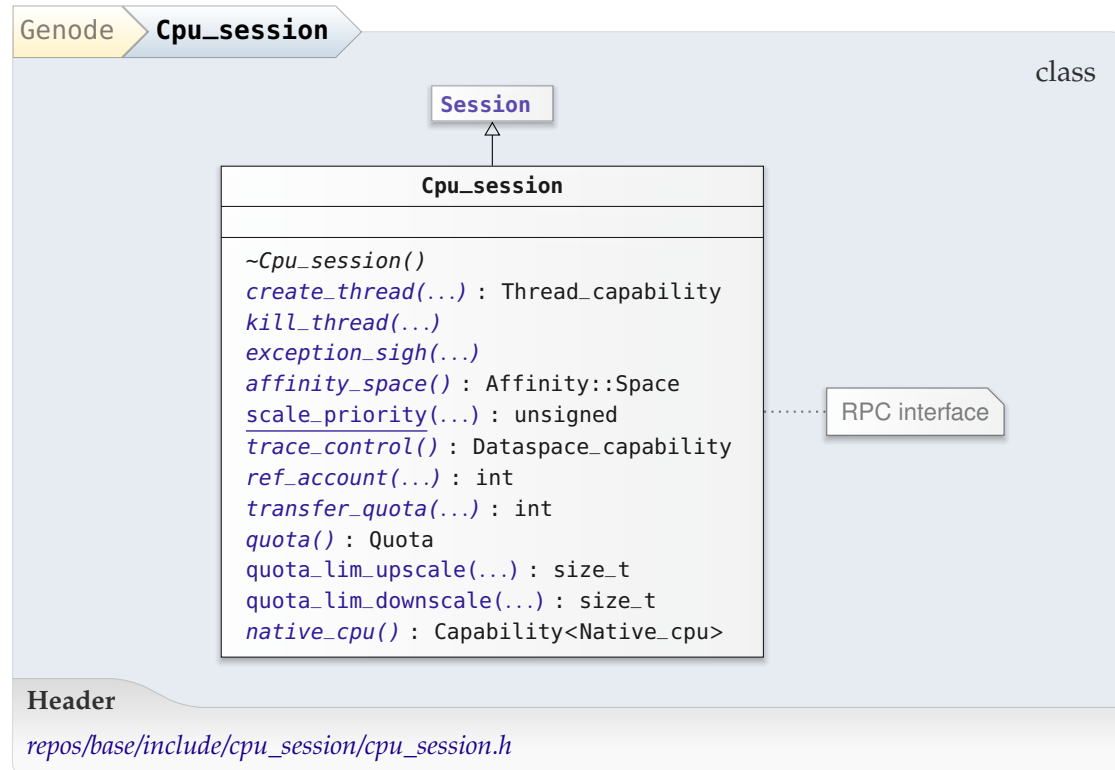 Genode Cpu_session
class
Session
Cpu_session
~Cpu_session()
create_thread(...) : Thread_capability
kill_thread(...)
exception_sigh(...)
affinity_space() : Affinity::Space
scale_priority(...) : unsigned
RPC interface
trace_control() : Dataspace_capability
ref_account(...) : int
transfer_quota(...) : int
quota() : Quota
quota_lim_upscale(...) : size_t
quota_lim_downscale(...) : size_t
native_cpu() : Capability<Native_cpu>
Header
repos/base/include/cpu_session/cpu_session.h